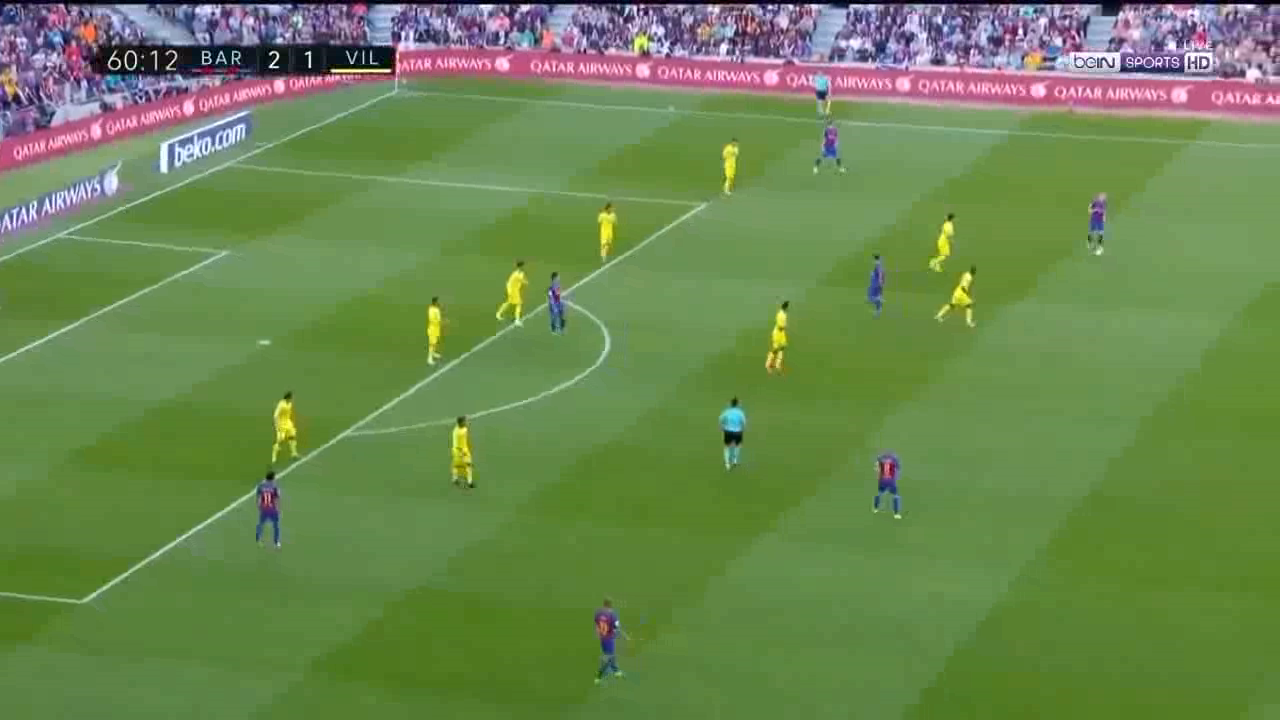 60:12 BAR 2 1 VIL
LIVE
beIN SPORTS HD
QATAR AIRWAYS QATAR AIRWAYS QATAR AIRWAYS QATAR AIRWAYS QATAR AIRWAYS QATAR AIRWAYS QATAR
QATAR AIRWAYS QATAR AIRWAYS QATAR AIRWAYS
beko.com
QATAR AIRWAYS